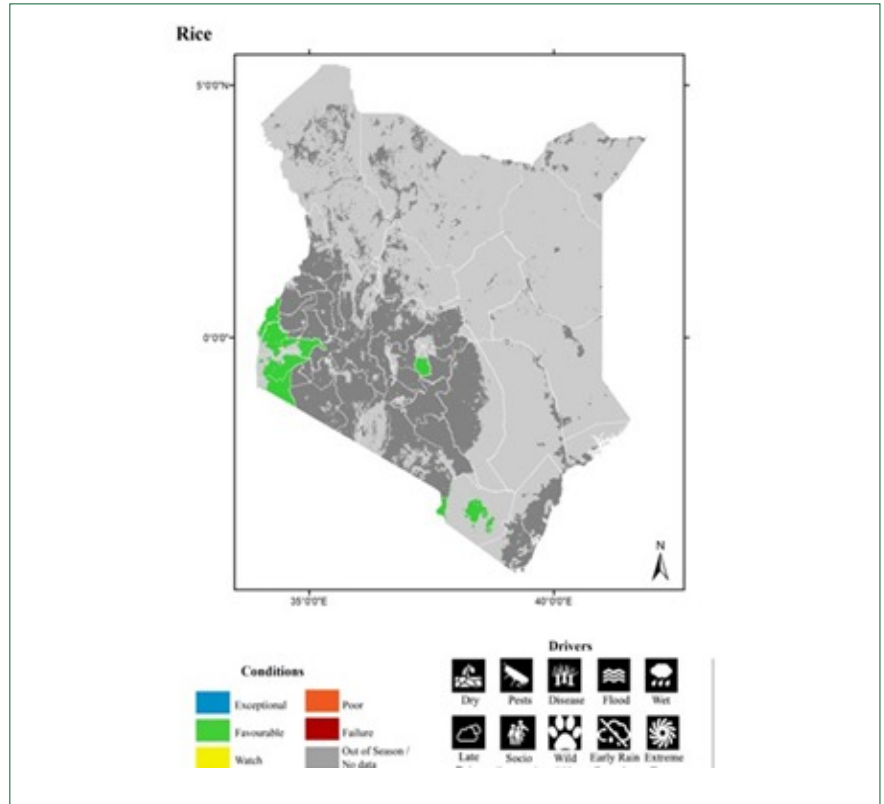 Rice
5°0'0"N
0°0'0"
N
35°0'0"E 40°0'0"E
Drivers
Conditions
Dry Pests Disease Flood Wet
Exceptional Poor
Favourable Failure
Watch Out of Season /
No data
Late Socio Wild Early Rain Extreme